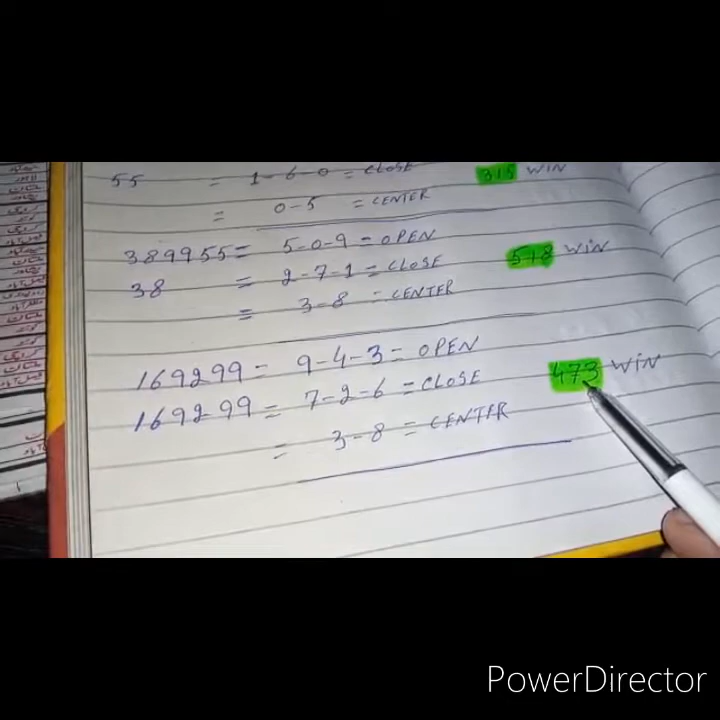 55 = 1-6-0 = CLOSE 315 WIN
= 0-5 = CENTER
389955 = 5-0-9 = OPEN
38 = 2-7-1 = CLOSE 518 WIN
= 3-8 = CENTER
169299 = 9-4-3 = OPEN
169299 = 7-2-6 = CLOSE 473 WIN
= 3-8 = CENTER
PowerDirector